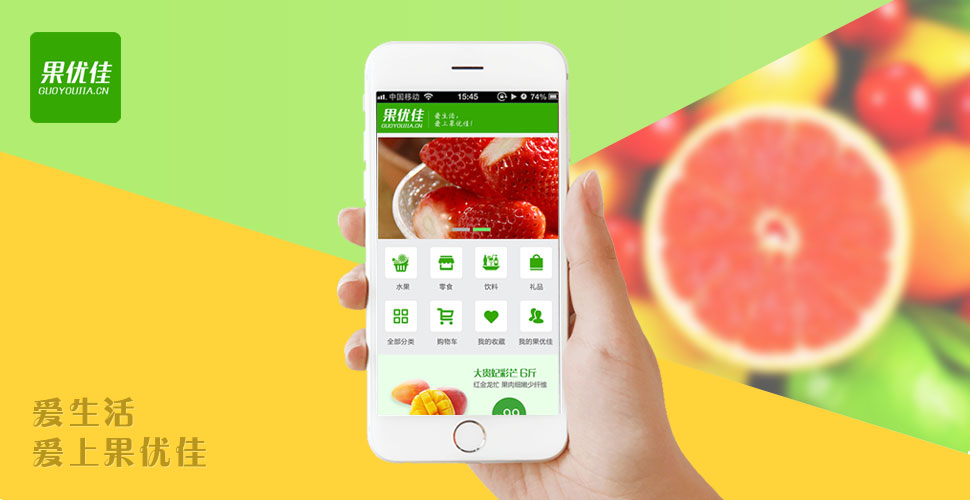 果优佳
GUOYOUJIA.CN
中国移动
15:45
74%
果优佳
GUOYOUJIA.CN
爱生活,
爱上果优佳!
水果
零食
饮料
礼品
全部分类
购物车
我的收藏
我的果优佳
大贵妃彩芒 6斤
红金龙忙 果肉细嫩少纤维
爱生活
爱上果优佳